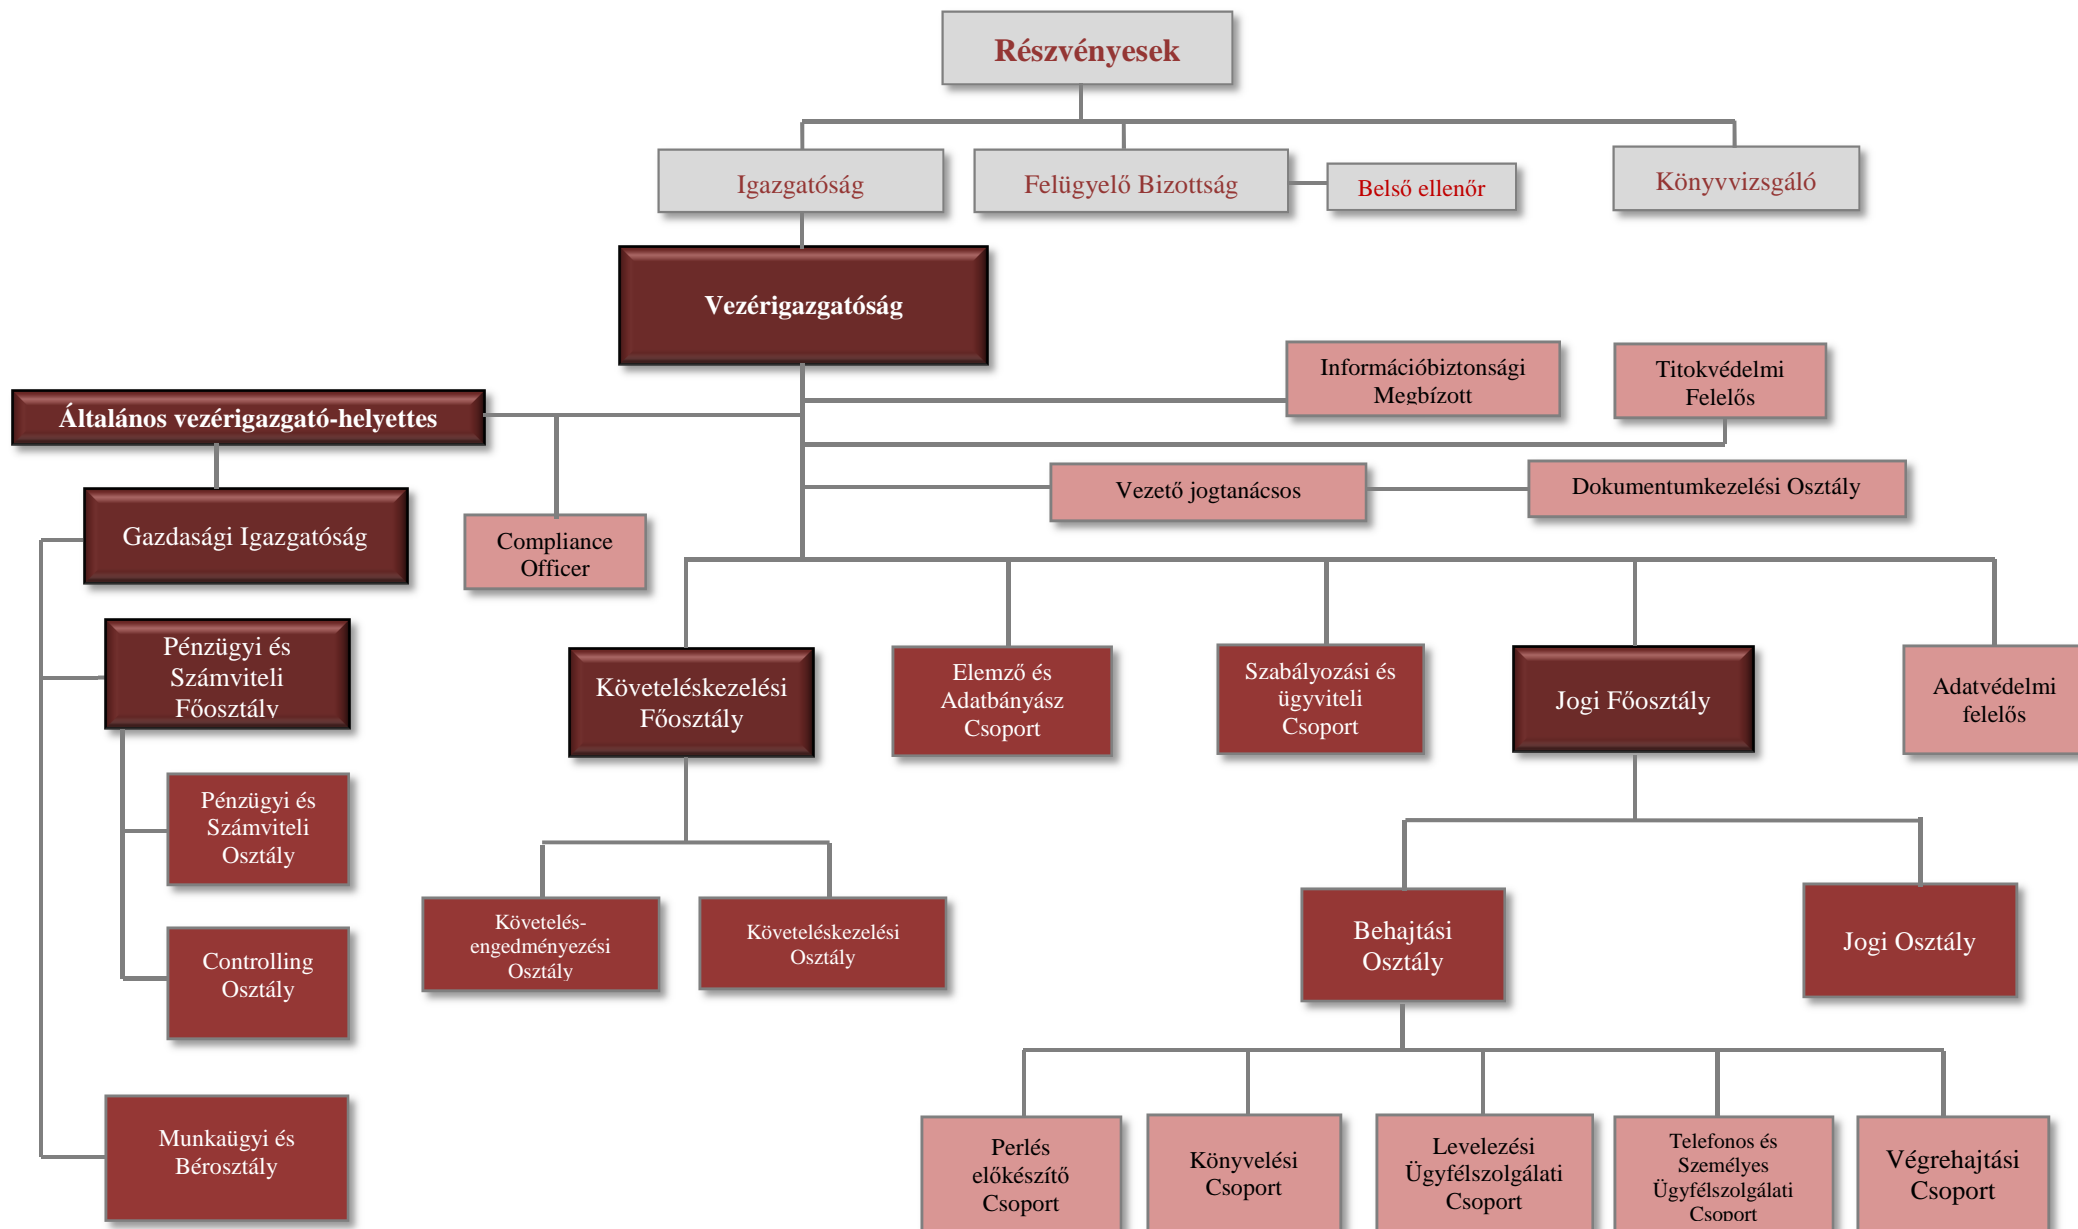 Részvényesek
Igazgatóság
Felügyelő Bizottság
Belső ellenőr
Könyvvizsgáló
Vezérigazgatóság
Információbiztonsági
Megbízott
Titokvédelmi
Felelős
Általános vezérigazgató-helyettes
Vezető jogtanácsos
Dokumentumkezelési Osztály
Gazdasági Igazgatóság
Compliance
Officer
Pénzügyi és
Számviteli
Főosztály
Követeléskezelési
Főosztály
Elemző és
Adatbányász
Csoport
Szabályozási és
ügyviteli
Csoport
Jogi Főosztály
Adatvédelmi
felelős
Pénzügyi és
Számviteli
Osztály
Követelés-
engedményezési
Osztály
Követeléskezelési
Osztály
Behajtási
Osztály
Jogi Osztály
Controlling
Osztály
Munkaügyi és
Bérosztály
Perlés
előkészítő
Csoport
Könyvelési
Csoport
Levelezési
Ügyfélszolgálati
Csoport
Telefonos és
Személyes
Ügyfélszolgálati
Csoport
Végrehajtási
Csoport